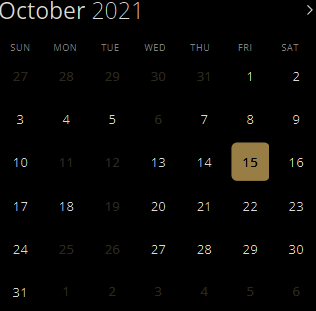 October 2021 >
SUN MON TUE WED THU FRI SAT
27 28 29 30 31 1 2
3 4 5 6 7 8 9
10 11 12 13 14 15 16
17 18 19 20 21 22 23
24 25 26 27 28 29 30
31 1 2 3 4 5 6